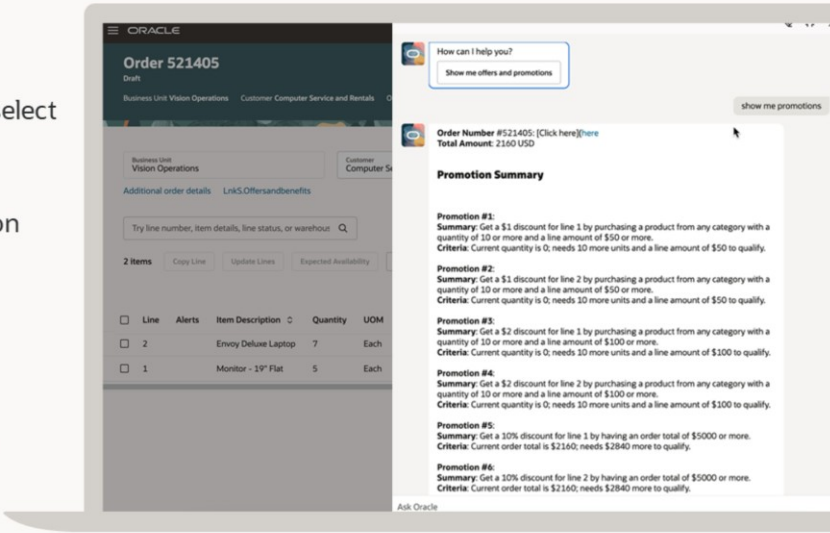 select
on
ORACLE
Order 521405
Draft
Business Unit Vision Operations Customer Computer Service and Rentals
Business Unit
Vision Operations
Customer
Computer
Additional order details LnkS.Offersandbenefits
Try line number, item details, line status, or warehous
2 items Copy Line Update Lines Expected Availability
Line Alerts Item Description Quantity UOM
2 Envoy Deluxe Laptop 7 Each
1 Monitor - 19" Flat 5 Each
How can I help you?
Show me offers and promotions
show me promotions
Order Number #521405: [Click here](here
Total Amount: 2160 USD
Promotion Summary
Promotion #1:
Summary: Get a $1 discount for line 1 by purchasing a product from any category with a
quantity of 10 or more and a line amount of $50 or more.
Criteria: Current quantity is 0; needs 10 more units and a line amount of $50 to qualify.
Promotion #2:
Summary: Get a $1 discount for line 2 by purchasing a product from any category with a
quantity of 10 or more and a line amount of $50 or more.
Criteria: Current quantity is 0; needs 10 more units and a line amount of $50 to qualify.
Promotion #3:
Summary: Get a $2 discount for line 1 by purchasing a product from any category with a
quantity of 10 or more and a line amount of $100 or more.
Criteria: Current quantity is 0; needs 10 more units and a line amount of $100 to qualify.
Promotion #4:
Summary: Get a $2 discount for line 2 by purchasing a product from any category with a
quantity of 10 or more and a line amount of $100 or more.
Criteria: Current quantity is 0; needs 10 more units and a line amount of $100 to qualify.
Promotion #5:
Summary: Get a 10% discount for line 1 by having an order total of $5000 or more.
Criteria: Current order total is $2160; needs $2840 more to qualify.
Promotion #6:
Summary: Get a 10% discount for line 2 by having an order total of $5000 or more.
Criteria: Current order total is $2160; needs $2840 more to qualify.
Ask Oracle